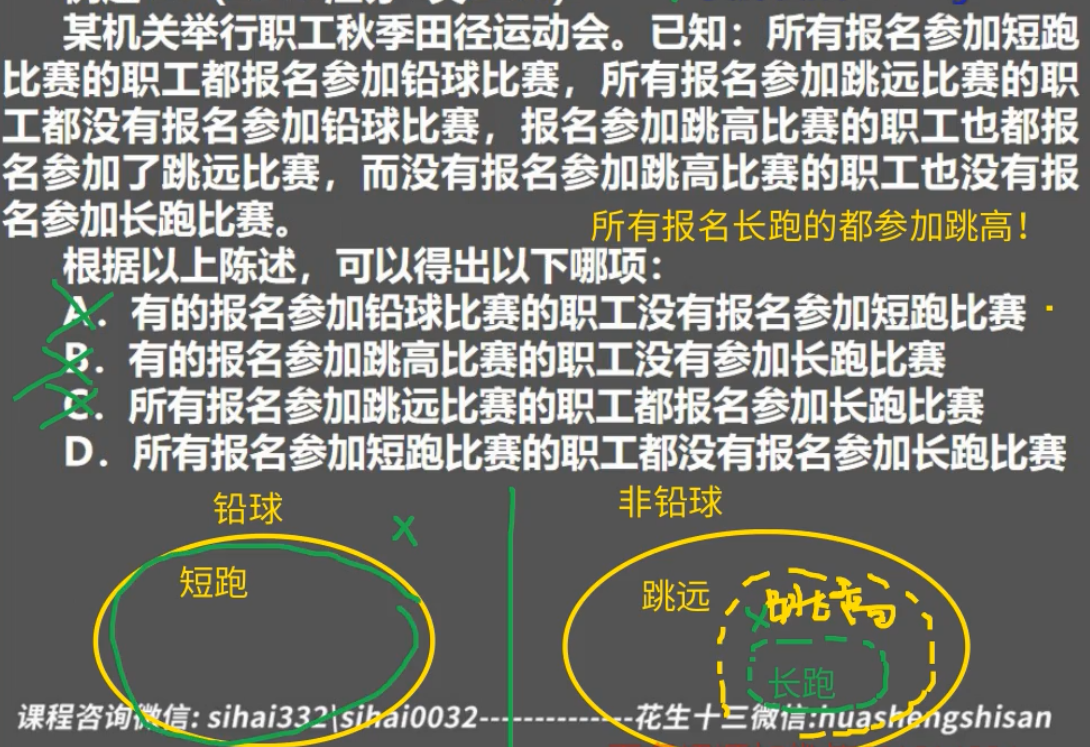 某机关举行职工秋季田径运动会。已知：所有报名参加短跑
比赛的职工都报名参加铅球比赛，所有报名参加跳远比赛的职
工都没有报名参加铅球比赛，报名参加跳高比赛的职工也都报
名参加了跳远比赛，而没有报名参加跳高比赛的职工也没有报
名参加长跑比赛。
所有报名长跑的都参加跳高！
根据以上陈述，可以得出以下哪项：
A．有的报名参加铅球比赛的职工没有报名参加短跑比赛
B．有的报名参加跳高比赛的职工没有参加长跑比赛
C．所有报名参加跳远比赛的职工都报名参加长跑比赛
D．所有报名参加短跑比赛的职工都没有报名参加长跑比赛
铅球
非铅球
短跑
跳远
跳高
长跑
课程咨询微信: sihai332|sihai0032--------------花生十三微信:huashengshisan